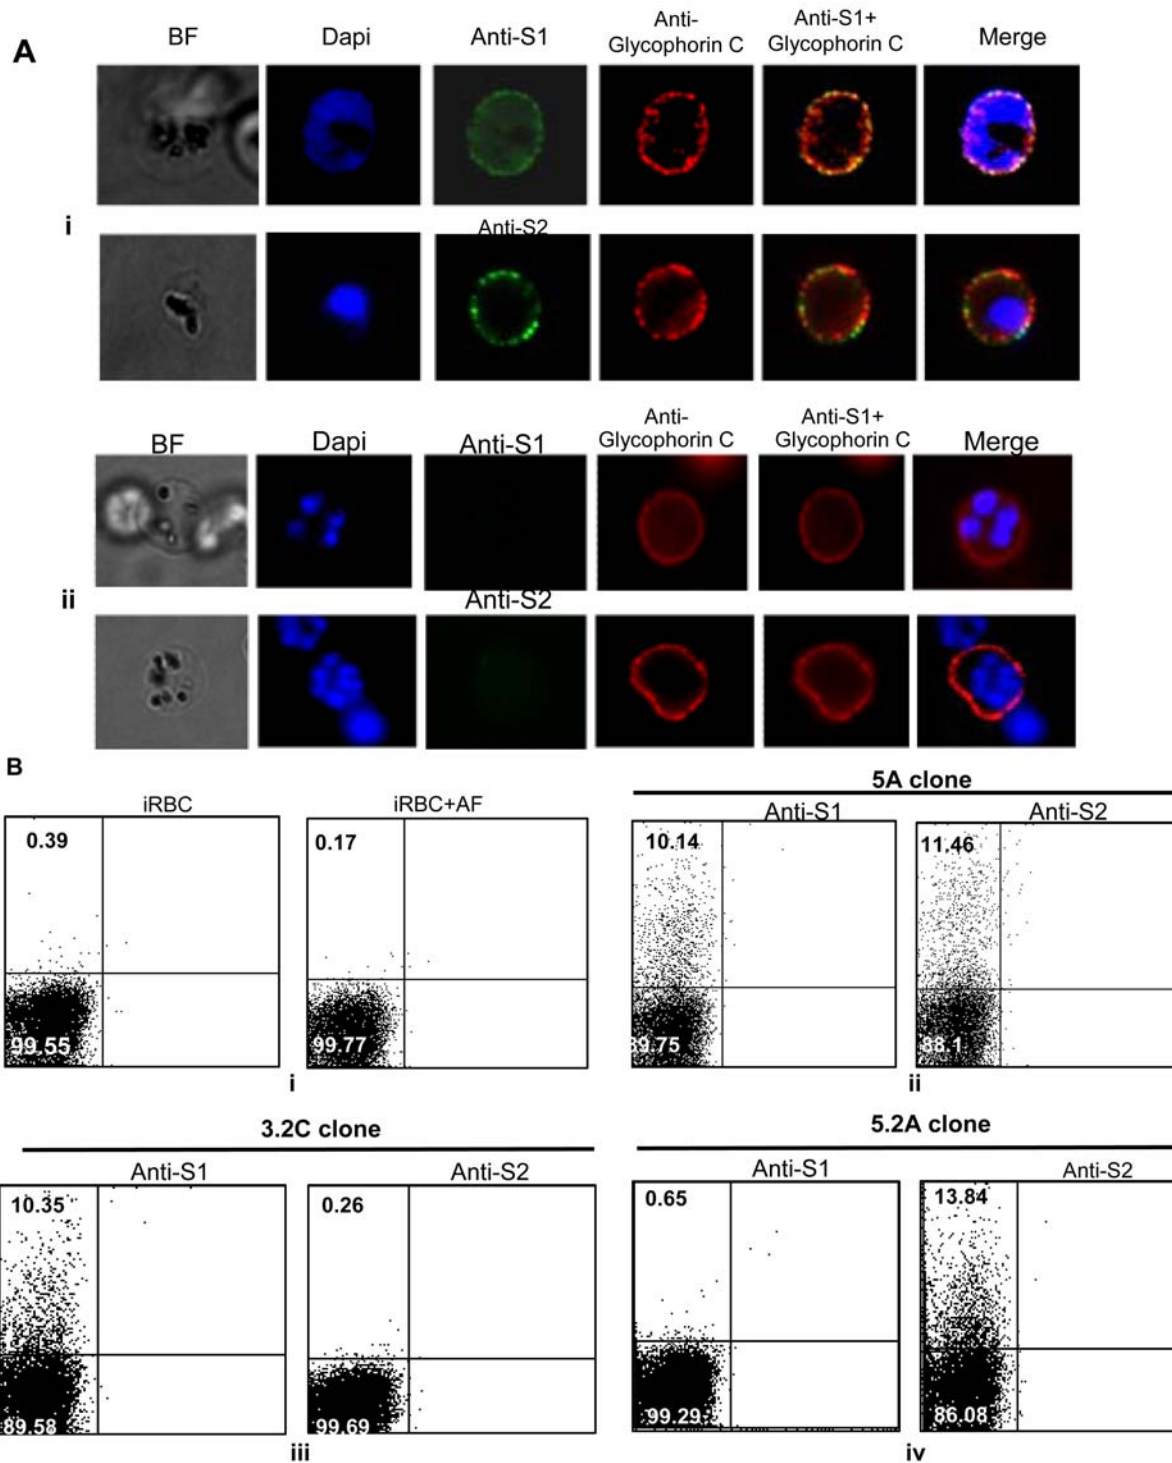 A
BF Dapi Anti-S1 Anti-
Glycophorin C Anti-S1+
Glycophorin C Merge
i
Anti-S2
BF Dapi Anti-S1 Anti-
Glycophorin C Anti-S1+
Glycophorin C Merge
ii
Anti-S2
B
iRBC iRBC+AF
0.39 0.17
99.55 99.77
i
5A clone
Anti-S1 Anti-S2
10.14 11.46
89.75 88.1
ii
3.2C clone
Anti-S1 Anti-S2
10.35 0.26
89.58 99.69
iii
5.2A clone
Anti-S1 Anti-S2
0.65 13.84
99.29 86.08
iv